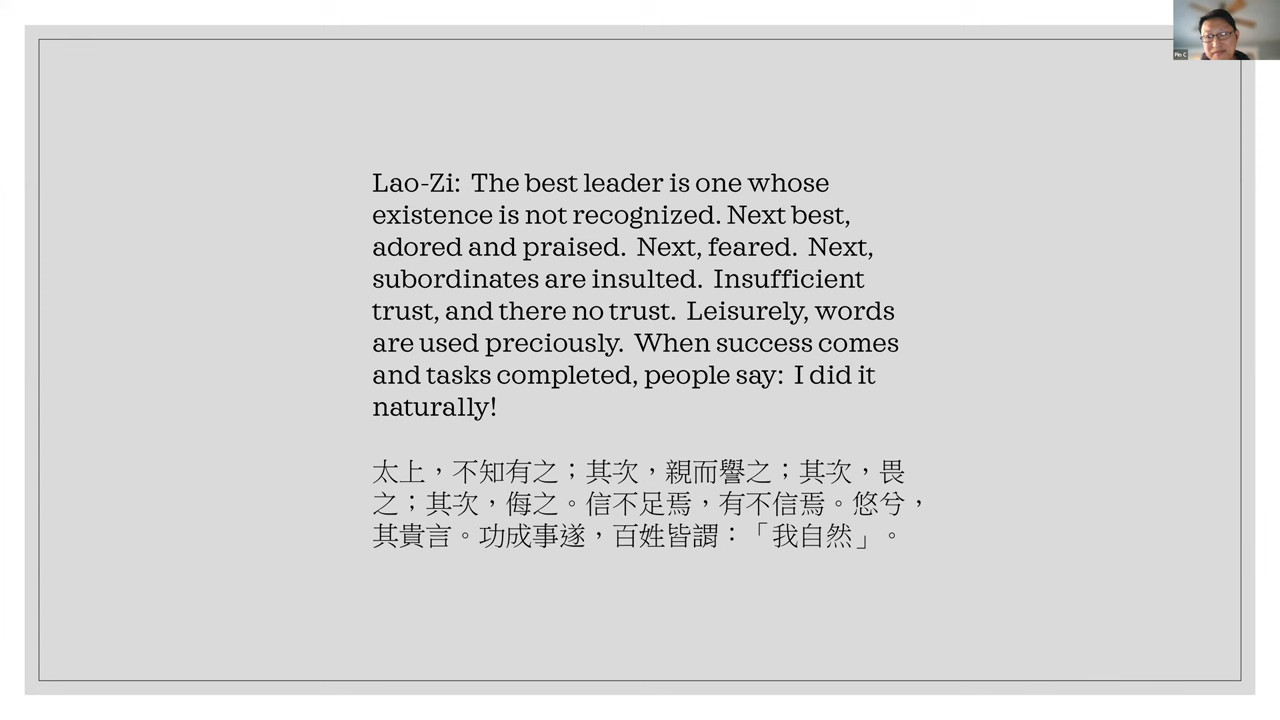 Lao-Zi:  The best leader is one whose
existence is not recognized. Next best,
adored and praised.  Next, feared.  Next,
subordinates are insulted.  Insufficient
trust, and there no trust.  Leisurely, words
are used preciously.  When success comes
and tasks completed, people say:  I did it
naturally!
太上，不知有之；其次，親而譽之；其次，畏
之；其次，侮之。信不足焉，有不信焉。悠兮，
其貴言。功成事遂，百姓皆謂：「我自然」。
Pin C